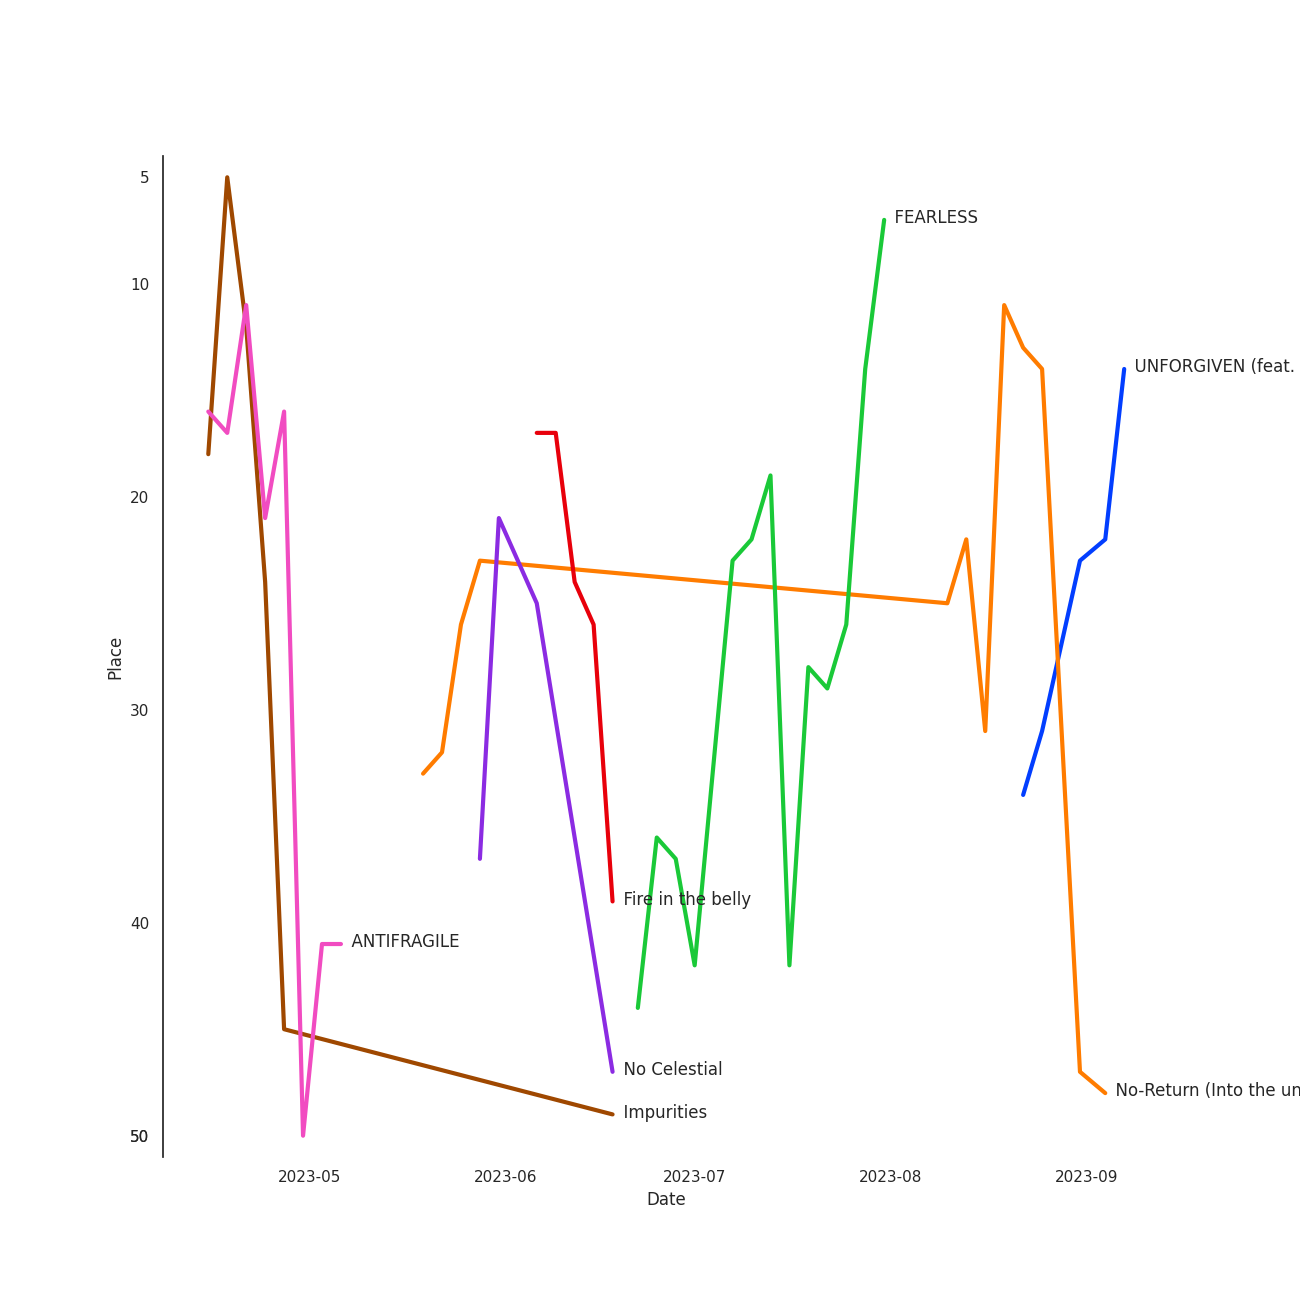 5
10
20
30
40
50
Place
FEARLESS
UNFORGIVEN (feat.
Fire in the belly
ANTIFRAGILE
No Celestial
No-Return (Into the un
Impurities
2023-05
2023-06
2023-07
2023-08
2023-09
Date